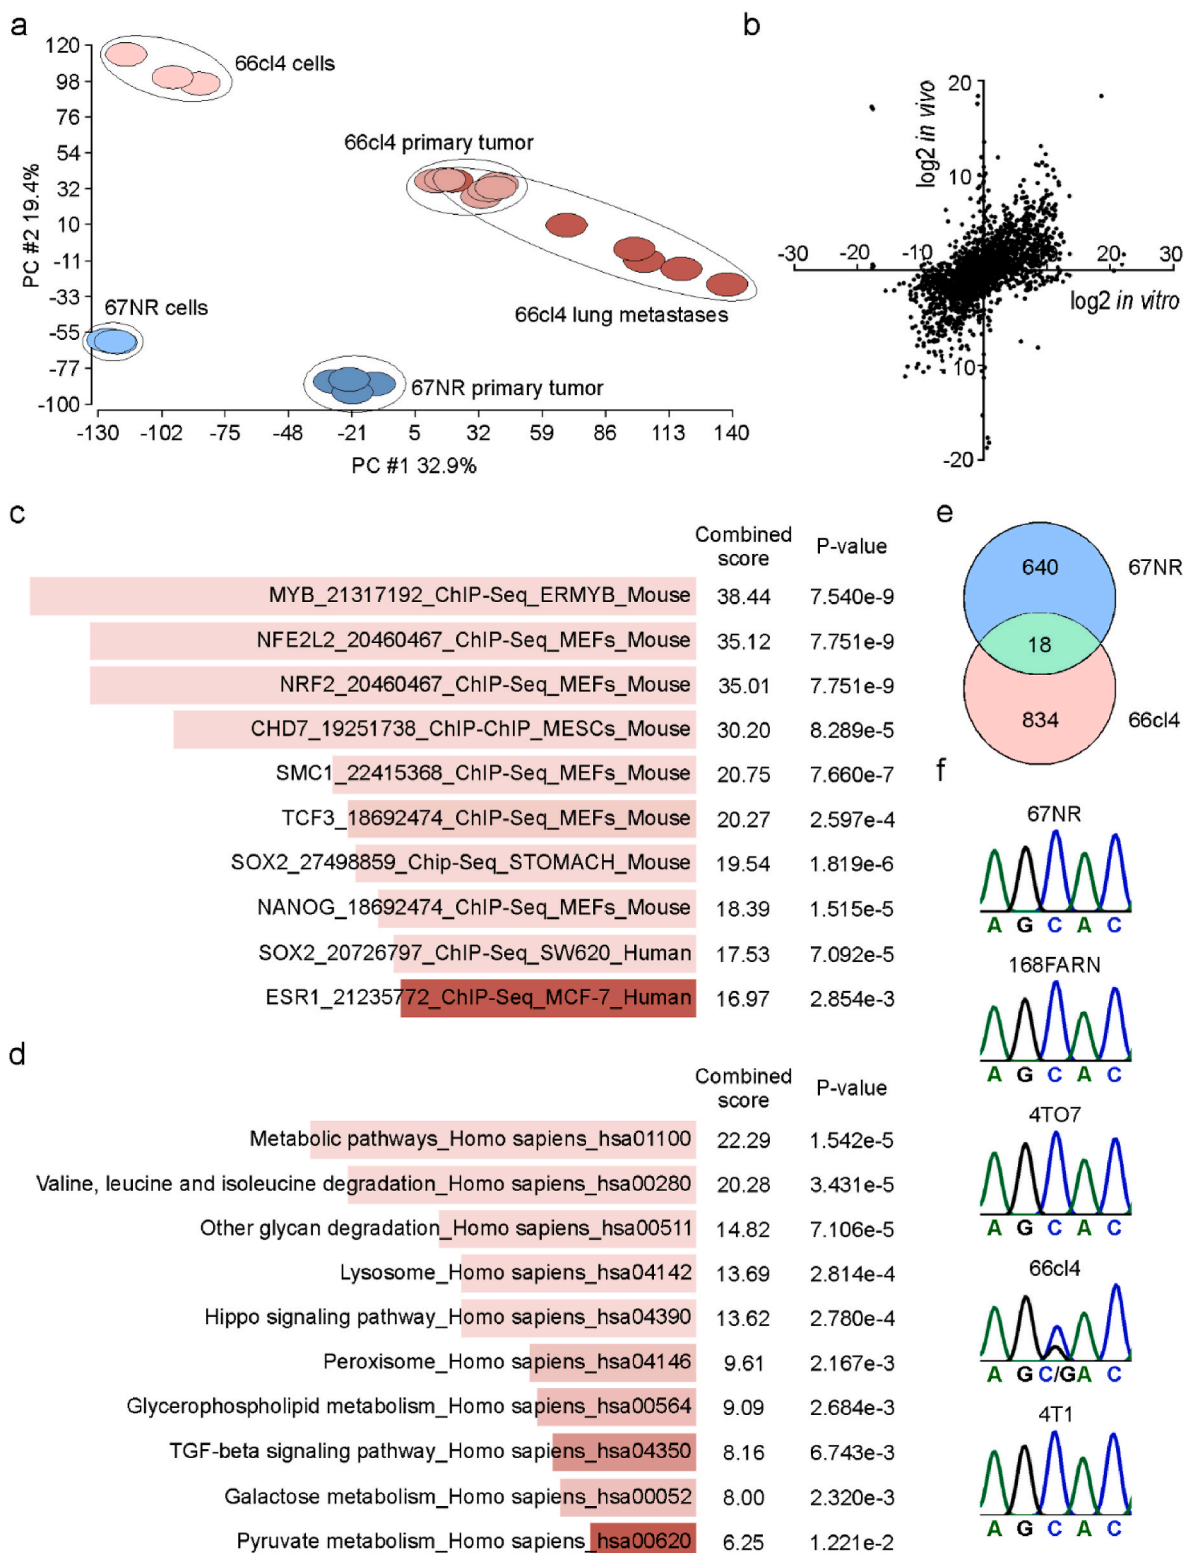 a
120
98
76
54
32
10
-11
-33
-55
-77
-100
PC #2 19.4%
66cl4 cells
66cl4 primary tumor
66cl4 lung metastases
67NR cells
67NR primary tumor
-130 -102 -75 -48 -21 5 32 59 86 113 140
PC #1 32.9%
b
20
log2 in vivo
10
-30 -20 -10 10 20 30
log2 in vitro
10
-20
c
Combined score P-value
MYB_21317192_ChIP-Seq_ERMYB_Mouse 38.44 7.540e-9
NFE2L2_20460467_ChIP-Seq_MEFs_Mouse 35.12 7.751e-9
NRF2_20460467_ChIP-Seq_MEFs_Mouse 35.01 7.751e-9
CHD7_19251738_ChIP-ChIP_MESCs_Mouse 30.20 8.289e-5
SMC1_22415368_ChIP-Seq_MEFs_Mouse 20.75 7.660e-7
TCF3_18692474_ChIP-Seq_MEFs_Mouse 20.27 2.597e-4
SOX2_27498859_Chip-Seq_STOMACH_Mouse 19.54 1.819e-6
NANOG_18692474_ChIP-Seq_MEFs_Mouse 18.39 1.515e-5
SOX2_20726797_ChIP-Seq_SW620_Human 17.53 7.092e-5
ESR1_21235772_ChIP-Seq_MCF-7_Human 16.97 2.854e-3
d
Combined score P-value
Metabolic pathways_Homo sapiens_hsa01100 22.29 1.542e-5
Valine, leucine and isoleucine degradation_Homo sapiens_hsa00280 20.28 3.431e-5
Other glycan degradation_Homo sapiens_hsa00511 14.82 7.106e-5
Lysosome_Homo sapiens_hsa04142 13.69 2.814e-4
Hippo signaling pathway_Homo sapiens_hsa04390 13.62 2.780e-4
Peroxisome_Homo sapiens_hsa04146 9.61 2.167e-3
Glycerophospholipid metabolism_Homo sapiens_hsa00564 9.09 2.684e-3
TGF-beta signaling pathway_Homo sapiens_hsa04350 8.16 6.743e-3
Galactose metabolism_Homo sapiens_hsa00052 8.00 2.320e-3
Pyruvate metabolism_Homo sapiens_hsa00620 6.25 1.221e-2
e
640 67NR
18
834 66cl4
f
67NR
A G C A C
168FARN
A G C A C
4TO7
A G C A C
66cl4
A G C/G A C
4T1
A G C A C